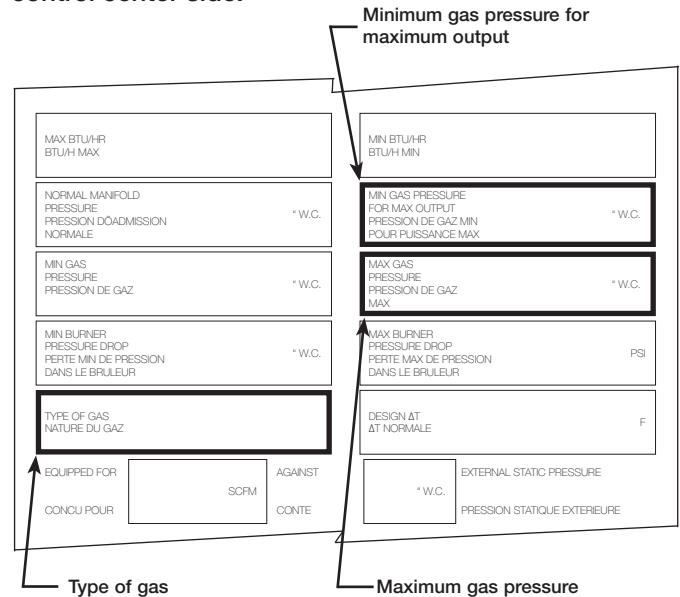 Minimum gas pressure for
maximum output
MAX BTU/HR
BTU/H MAX
MIN BTU/HR
BTU/H MIN
NORMAL MANIFOLD
PRESSURE
PRESSION DÕADMISSION
NORMALE
" W.C.
MIN GAS PRESSURE
FOR MAX OUTPUT
PRESSION DE GAZ MIN
POUR PUISSANCE MAX
" W.C.
MIN GAS
PRESSURE
PRESSION DE GAZ
" W.C.
MAX GAS
PRESSURE
PRESSION DE GAZ
MAX
" W.C.
MIN BURNER
PRESSURE DROP
PERTE MIN DE PRESSION
DANS LE BRULEUR
" W.C.
MAX BURNER
PRESSURE DROP
PERTE MAX DE PRESSION
DANS LE BRULEUR
PSI
TYPE OF GAS
NATURE DU GAZ
DESIGN ΔT
ΔT NORMALE
F
EQUIPPED FOR
CONCU POUR
SCFM
AGAINST
CONTE
" W.C.
EXTERNAL STATIC PRESSURE
PRESSION STATIQUE EXTERIEURE
Type of gas
Maximum gas pressure